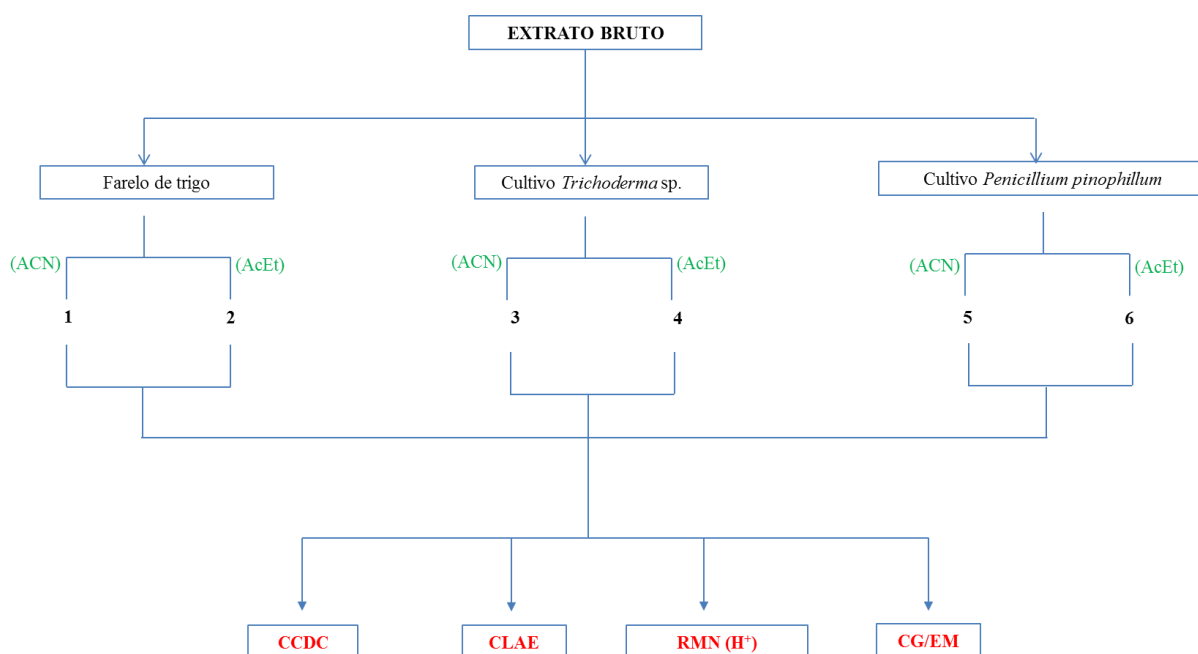 EXTRATO BRUTO
Farelo de trigo
Cultivo Trichoderma sp.
Cultivo Penicillium pinophillum
(ACN)
(AcEt)
(ACN)
(AcEt)
(ACN)
(AcEt)
1
2
3
4
5
6
CCDC
CLAE
RMN (H⁺)
CG/EM